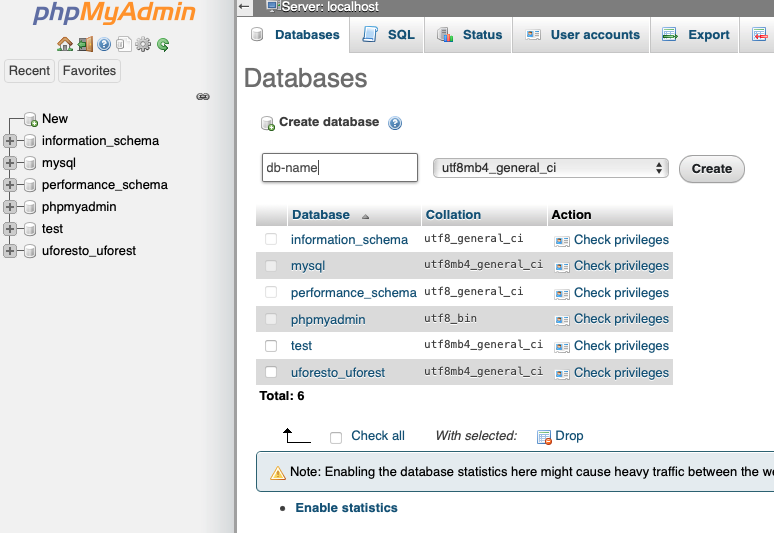 phpMyAdmin
Recent Favorites
New
information_schema
mysql
performance_schema
phpmyadmin
test
uforesto_uforest
Server: localhost
Databases SQL Status User accounts Export
Databases
Create database
db-name utf8mb4_general_ci Create
Database Collation Action
information_schema utf8_general_ci Check privileges
mysql utf8mb4_general_ci Check privileges
performance_schema utf8_general_ci Check privileges
phpmyadmin utf8_bin Check privileges
test utf8mb4_general_ci Check privileges
uforesto_uforest utf8mb4_general_ci Check privileges
Total: 6
Check all With selected: Drop
Note: Enabling the database statistics here might cause heavy traffic between the w
Enable statistics